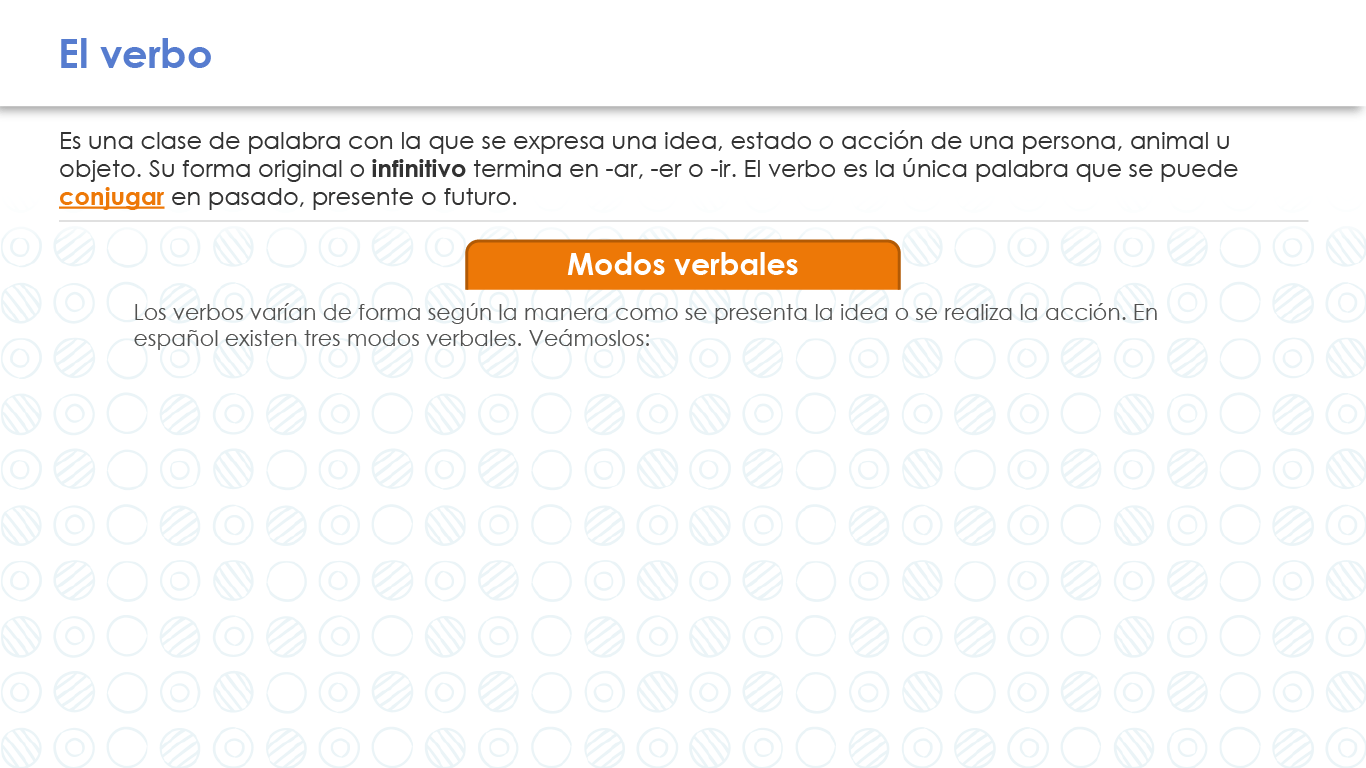 El verbo
Es una clase de palabra con la que se expresa una idea, estado o acción de una persona, animal u
objeto. Su forma original o infinitivo termina en -ar, -er o -ir. El verbo es la única palabra que se puede
conjugar en pasado, presente o futuro.
Modos verbales
Los verbos varían de forma según la manera como se presenta la idea o se realiza la acción. En
español existen tres modos verbales. Veámoslos: